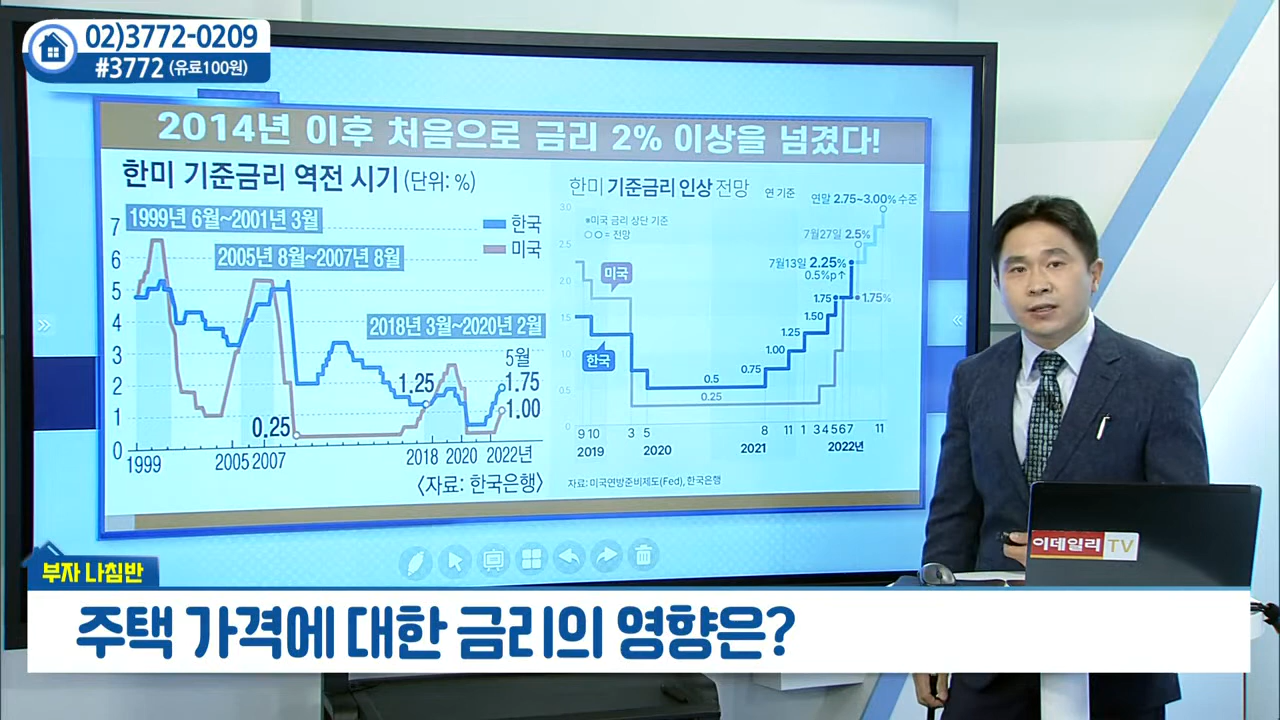 02)3772-0209
#3772 (유료100원)
2014년 이후 처음으로 금리 2% 이상을 넘겼다!
한미 기준금리 역전 시기 (단위: %)
1999년 6월~2001년 3월
2005년 8월~2007년 8월
2018년 3월~2020년 2월
한국
미국
7
6
5
4
3
2
1
0
5월
1.75
1.00
1.25
0.25
1999
2005
2007
2018
2020
2022년
〈자료: 한국은행〉
한미 기준금리 인상 전망
연 기준
연말 2.75~3.00% 수준
3.0
2.5
1.5
10
0.5
0
※미국 금리 상단 기준
○○= 전망
7월27일 2.5%
7월13일 2.25%
0.5%p↑
미국
한국
1.75
1.75%
1.50
1.25
1.00
0.75
0.5
0.25
9 10 3 5 8 11 1 3 4 5 6 7 11
2019 2020 2021 2022년
자료: 미국연방준비제도(Fed), 한국은행
이데일리 TV
부자 나침반
주택 가격에 대한 금리의 영향은?